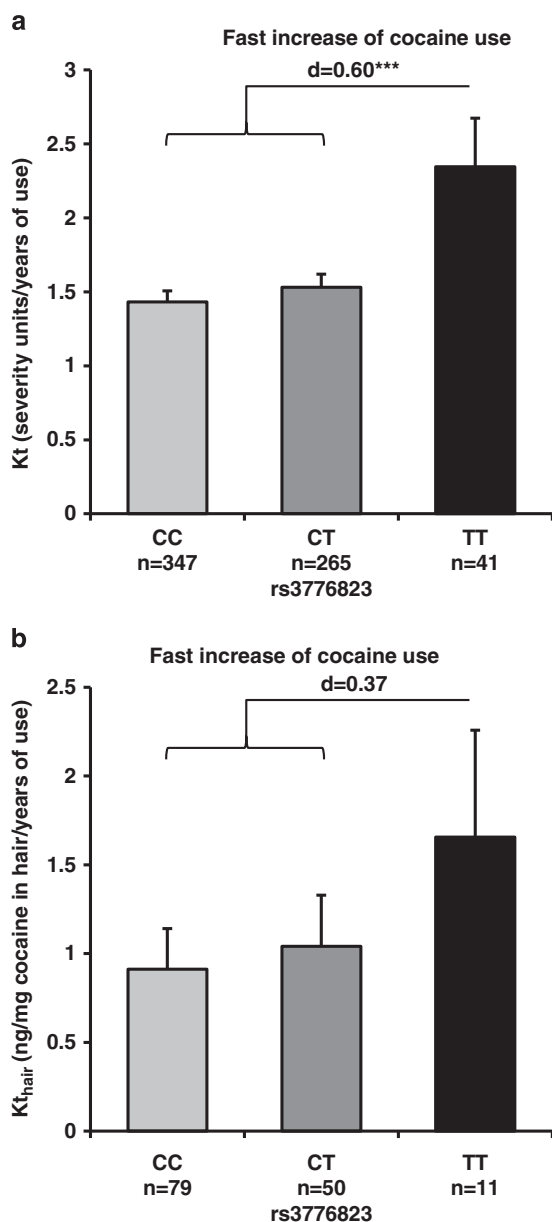 a
Fast increase of cocaine use
d=0.60***
Kt (severity units/years of use)
3
2.5
2
1.5
1
0.5
0
CC CT TT
n=347 n=265 n=41
rs3776823
b
Fast increase of cocaine use
d=0.37
Kthair (ng/mg cocaine in hair/years of use)
2.5
2
1.5
1
0.5
0
CC CT TT
n=79 n=50 n=11
rs3776823